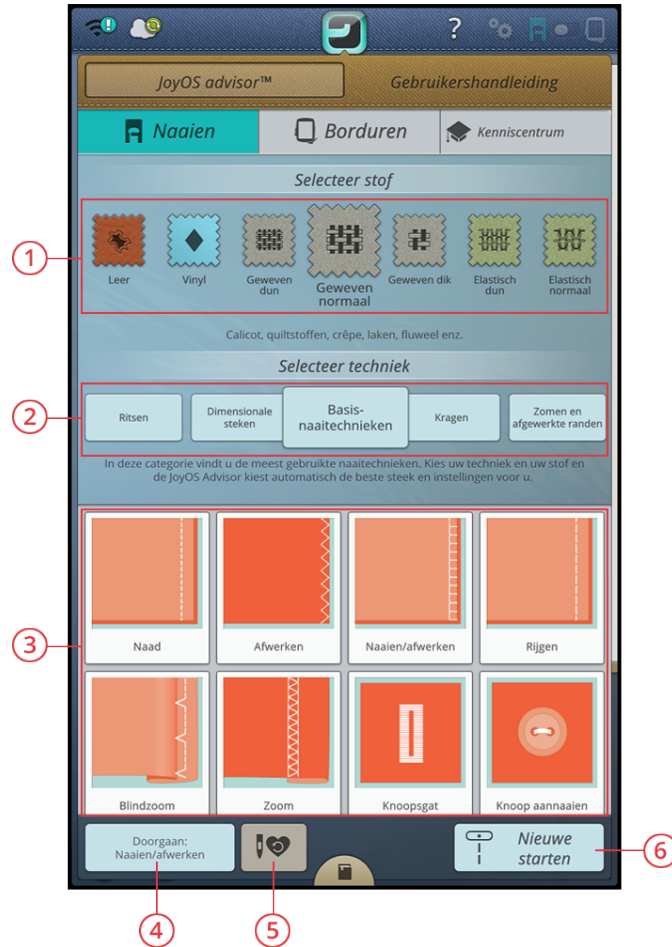 ?
JoyOS advisor™
Gebruikershandleiding
Naaien
Borduren
Kenniscentrum
Selecteer stof
1
Leer
Vinyl
Geweven
dun
Geweven
normaal
Geweven dik
Elastisch
dun
Elastisch
normaal
Calicot, quiltstoffen, crêpe, laken, fluweel enz.
Selecteer techniek
2
Ritsen
Dimensionale
steken
Basis-
naaitechnieken
Kragen
Zomen en
afgewerkte randen
In deze categorie vindt u de meest gebruikte naaitechnieken. Kies uw techniek en uw stof en
de JoyOS Advisor kiest automatisch de beste steek en instellingen voor u.
3
Naad
Afwerken
Naaien/afwerken
Rijgen
Blindzoom
Zoom
Knoopsgat
Knoop aannaaien
Doorgaan:
Naaien/afwerken
Nieuwe
starten
6
4
5